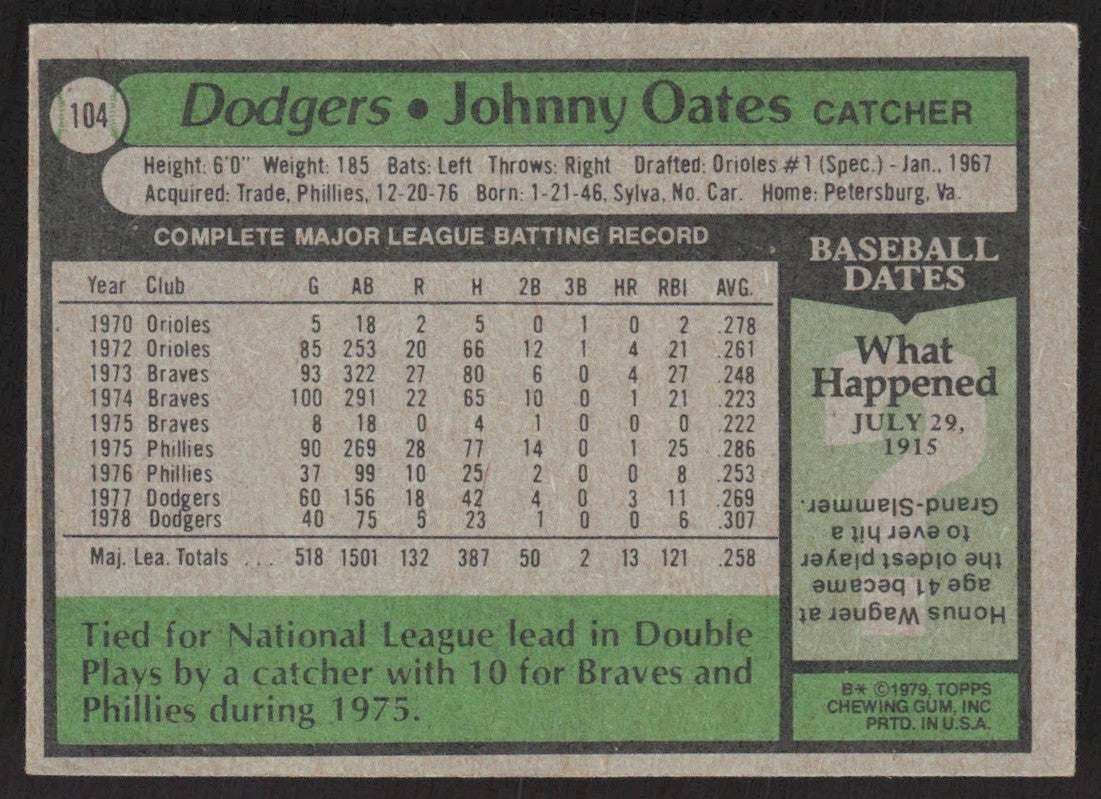 104
Dodgers • Johnny Oates CATCHER
Height: 6'0" Weight: 185 Bats: Left Throws: Right Drafted: Orioles #1 (Spec.) - Jan., 1967
Acquired: Trade, Phillies, 12-20-76 Born: 1-21-46, Sylva, No. Car. Home: Petersburg, Va.
COMPLETE MAJOR LEAGUE BATTING RECORD
Year Club G AB R H 2B 3B HR RBI AVG.
1970 Orioles 5 18 2 5 0 1 0 2 .278
1972 Orioles 85 253 20 66 12 1 4 21 .261
1973 Braves 93 322 27 80 6 0 4 27 .248
1974 Braves 100 291 22 65 10 0 1 21 .223
1975 Braves 8 18 0 4 1 0 0 0 .222
1975 Phillies 90 269 28 77 14 0 1 25 .286
1976 Phillies 37 99 10 25 2 0 0 8 .253
1977 Dodgers 60 156 18 42 4 0 3 11 .269
1978 Dodgers 40 75 5 23 1 0 0 6 .307
Maj. Lea. Totals ... 518 1501 132 387 50 2 13 121 .258
Tied for National League lead in Double
Plays by a catcher with 10 for Braves and
Phillies during 1975.
BASEBALL
DATES
What
Happened
JULY 29,
1915
?
Honus Wagner at
age 41 became
the oldest player
to ever hit a
Grand-Slammer.
B* ©1979, TOPPS
CHEWING GUM, INC
PRTD. IN U.S.A.